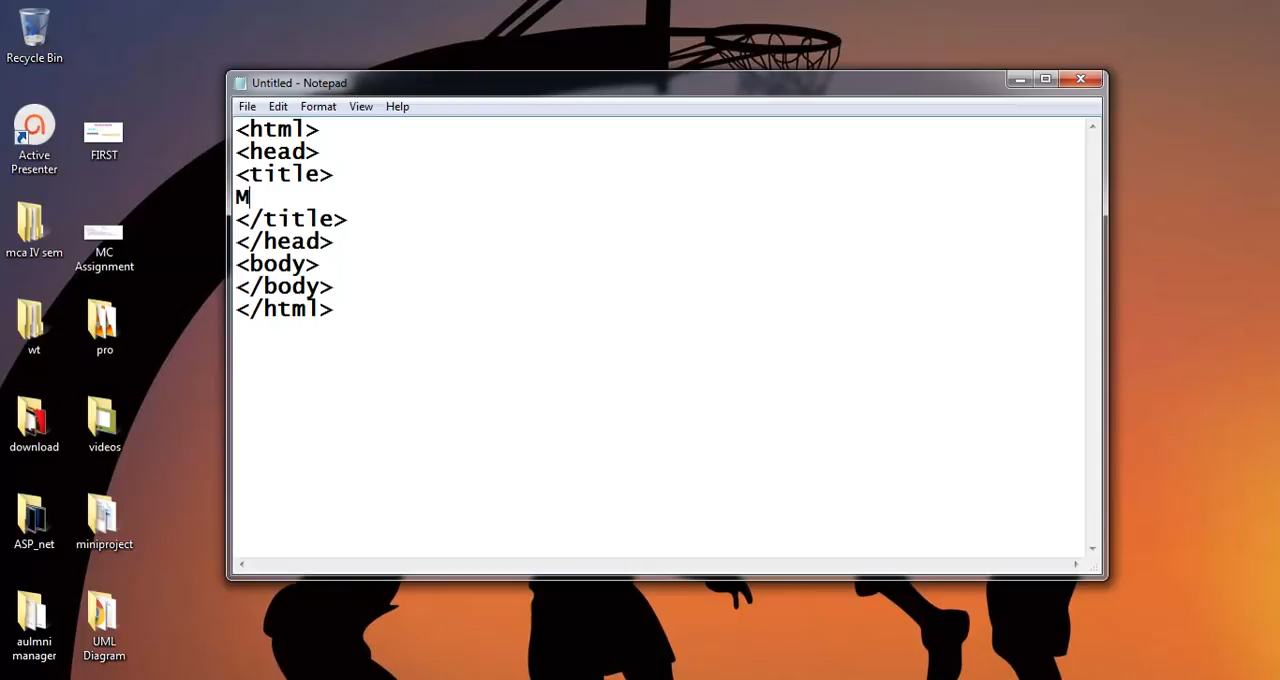 Recycle Bin
Active
Presenter
FIRST
mca IV sem
MC
Assignment
wt
pro
download
videos
ASP_net
miniproject
aulmni
manager
UML
Diagram
Untitled - Notepad
File Edit Format View Help
<html>
<head>
<title>
M
</title>
</head>
<body>
</body>
</html>